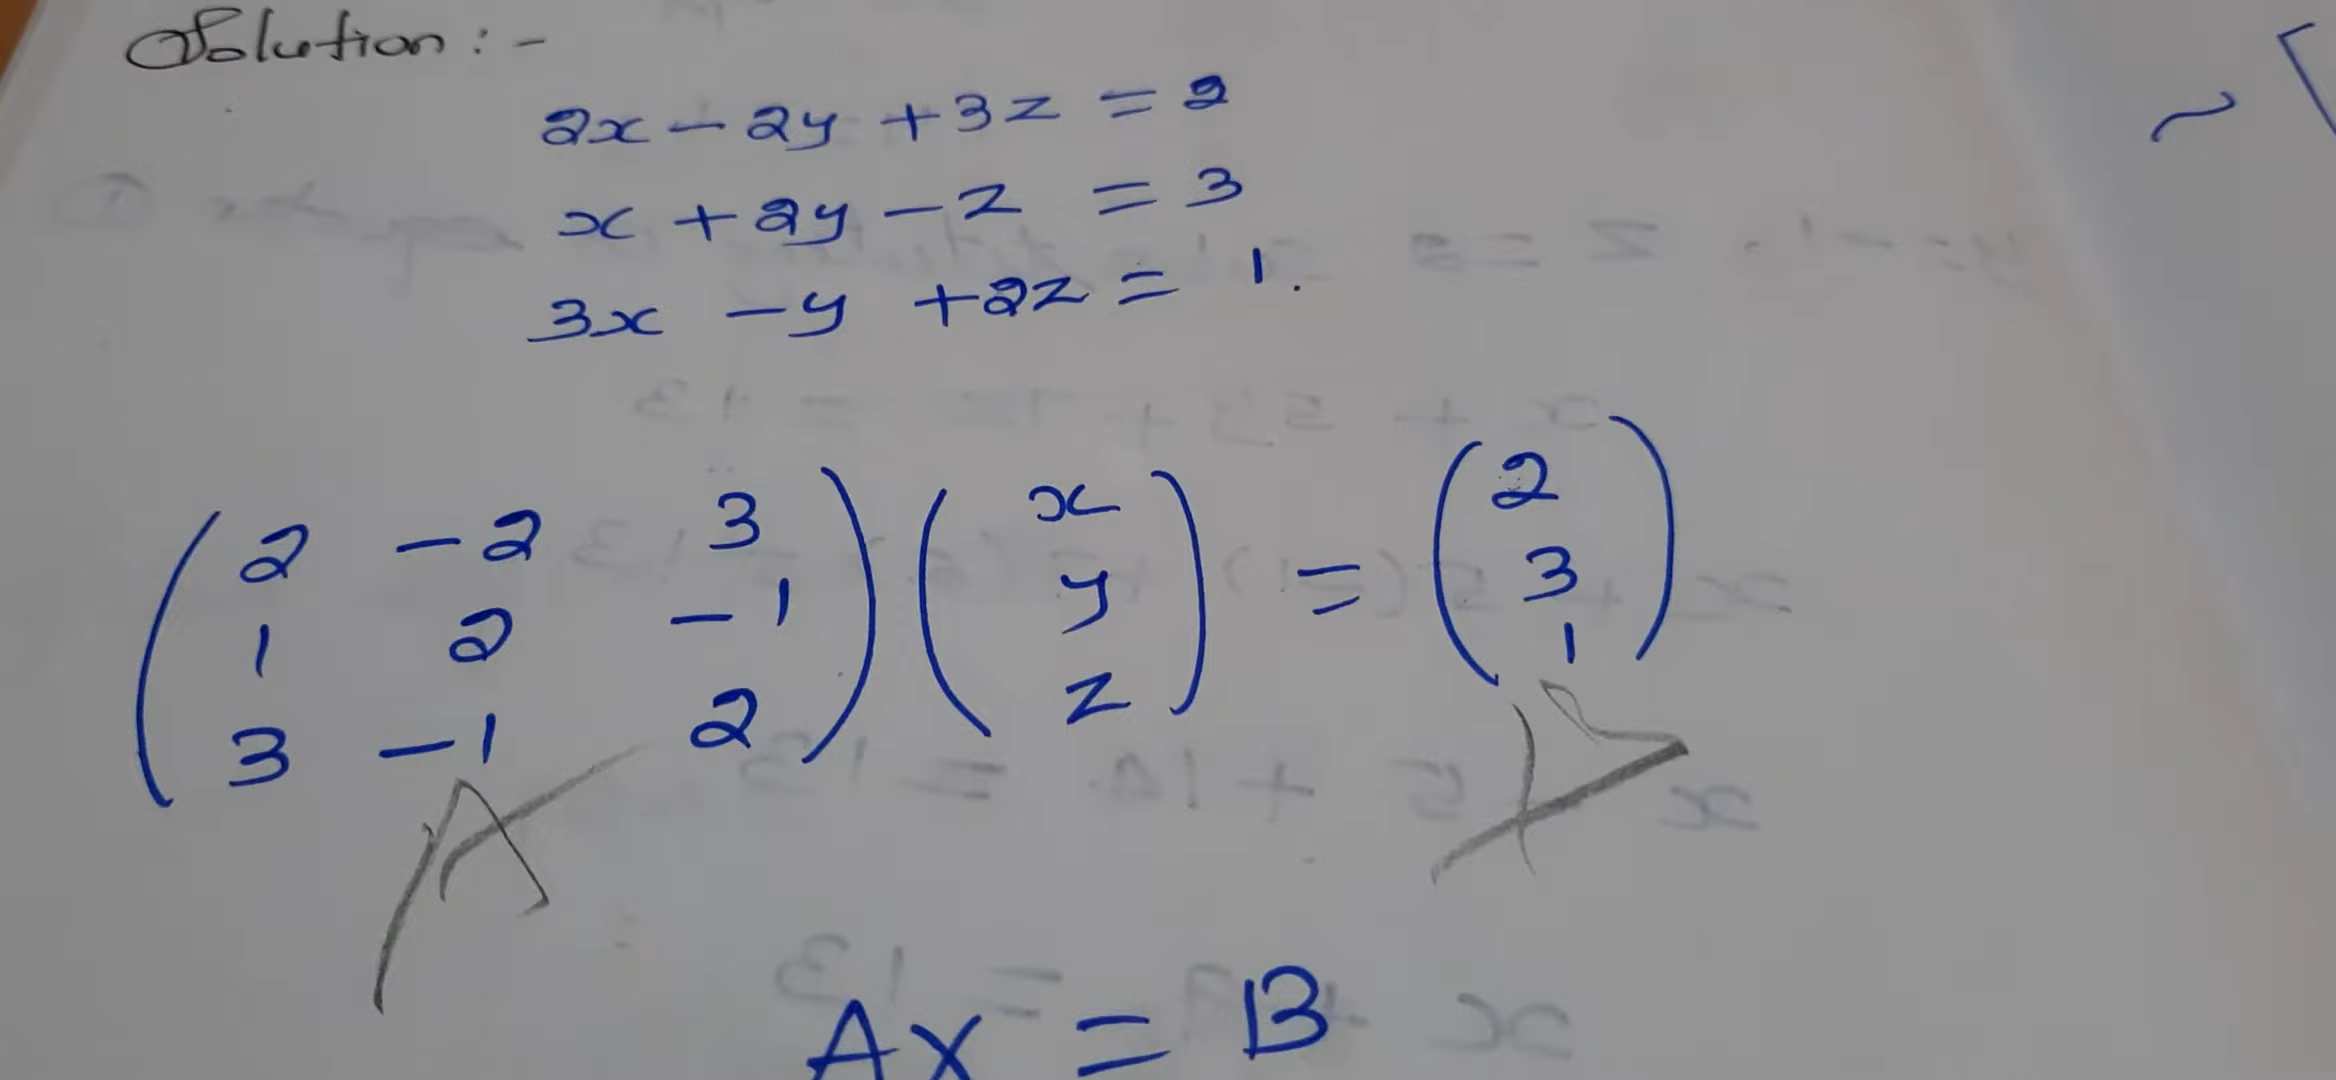 Solution :-
2x - 2y + 3z = 2
x + 2y - z = 3
3x - y + 2z = 1.
( 2 -2 3 ) ( x ) = ( 2 )
( 1 2 -1 ) ( y ) ( 3 )
( 3 -1 2 ) ( z ) ( 1 )
A
AX = B